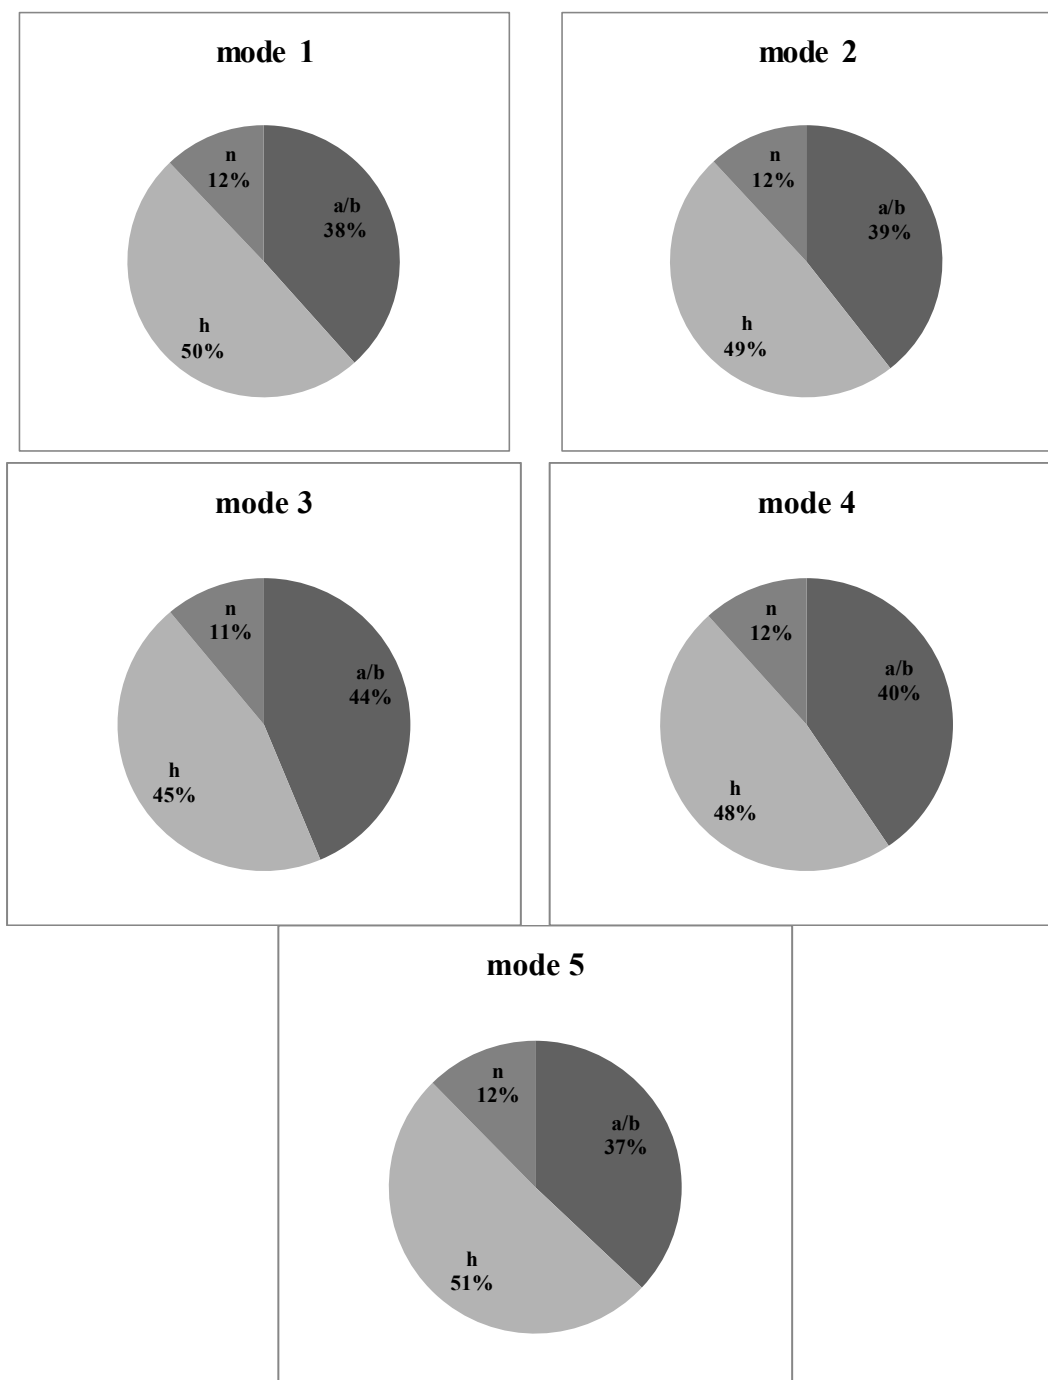 mode 1
n
12%
a/b
38%
h
50%
mode 2
n
12%
a/b
39%
h
49%
mode 3
n
11%
a/b
44%
h
45%
mode 4
n
12%
a/b
40%
h
48%
mode 5
n
12%
a/b
37%
h
51%